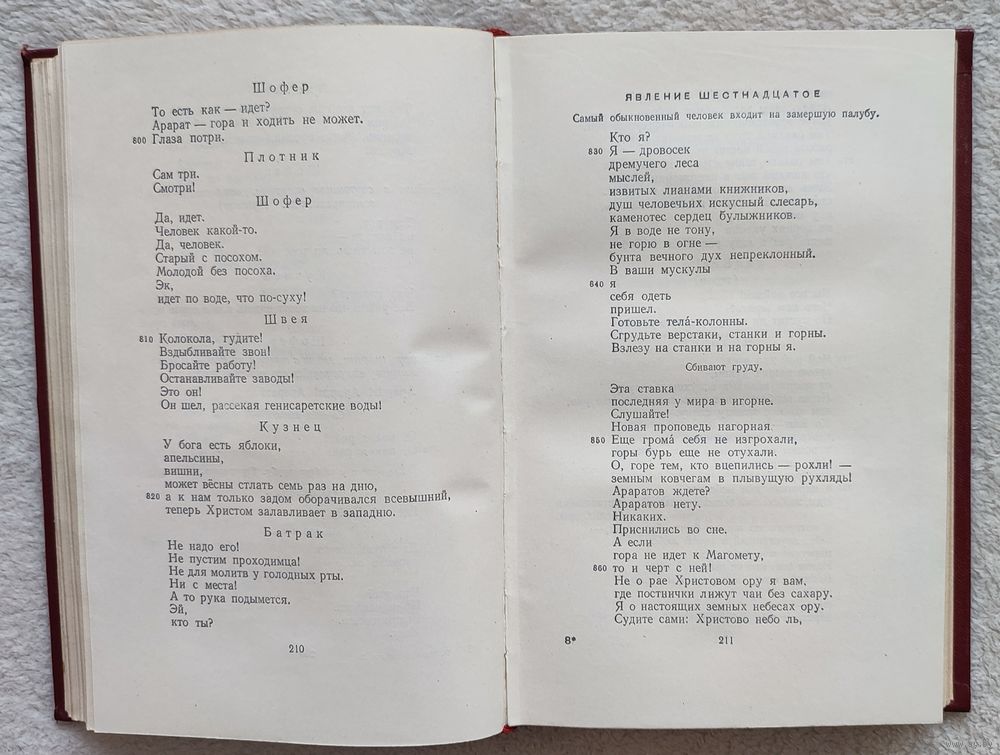 Шофер
То есть как — идет?
Арарат — гора и ходить не может.
800 Глаза потри.
Плотник
Сам три.
Смотри!
Шофер
Да, идет.
Человек какой-то.
Да, человек.
Старый с посохом.
Молодой без посоха.
Эк,
идет по воде, что по-суху!
Швея
810 Колокола, гудите!
Вздыбливайте звон!
Бросайте работу!
Останавливайте заводы!
Это он!
Он шел, рассекая генисаретские воды!
Кузнец
У бога есть яблоки,
апельсины,
вишни,
может вёсны стлать семь раз на дню,
820 а к нам только задом оборачивался всевышний,
теперь Христом залавливает в западню.
Батрак
Не надо его!
Не пустим проходимца!
Не для молитв у голодных рты.
Ни с места!
А то рука подымется.
Эй,
кто ты?
210
ЯВЛЕНИЕ ШЕСТНАДЦАТОЕ
Самый обыкновенный человек входит на замершую палубу.
Кто я?
830 Я — дровосек
дремучего леса
мыслей,
извитых лианами книжников,
душ человечьих искусный слесарь,
каменотес сердец булыжников.
Я в воде не тону,
не горю в огне —
бунта вечного дух непреклонный.
В ваши мускулы
840 я
себя одеть
пришел.
Готовьте тела́-колонны.
Сгрудьте верстаки, станки и горны.
Взлезу на станки и на горны я.
Сбивают груду.
Эта ставка
последняя у мира в игорне.
Слушайте!
Новая проповедь нагорная.
850 Еще грома́ себя не изгрохали,
горы бурь еще не отухали.
О, горе тем, кто вцепились — рохли! —
земным ковчегам в плывущую рухлядь!
Араратов ждете?
Араратов нету.
Никаких.
Приснились во сне.
А если
гора не идет к Магомету,
860 то и черт с ней!
Не о рае Христовом ору я вам,
где постнички лижут чаи без сахару.
Я о настоящих земных небесах ору.
Судите сами: Христово небо ль,
8* 211